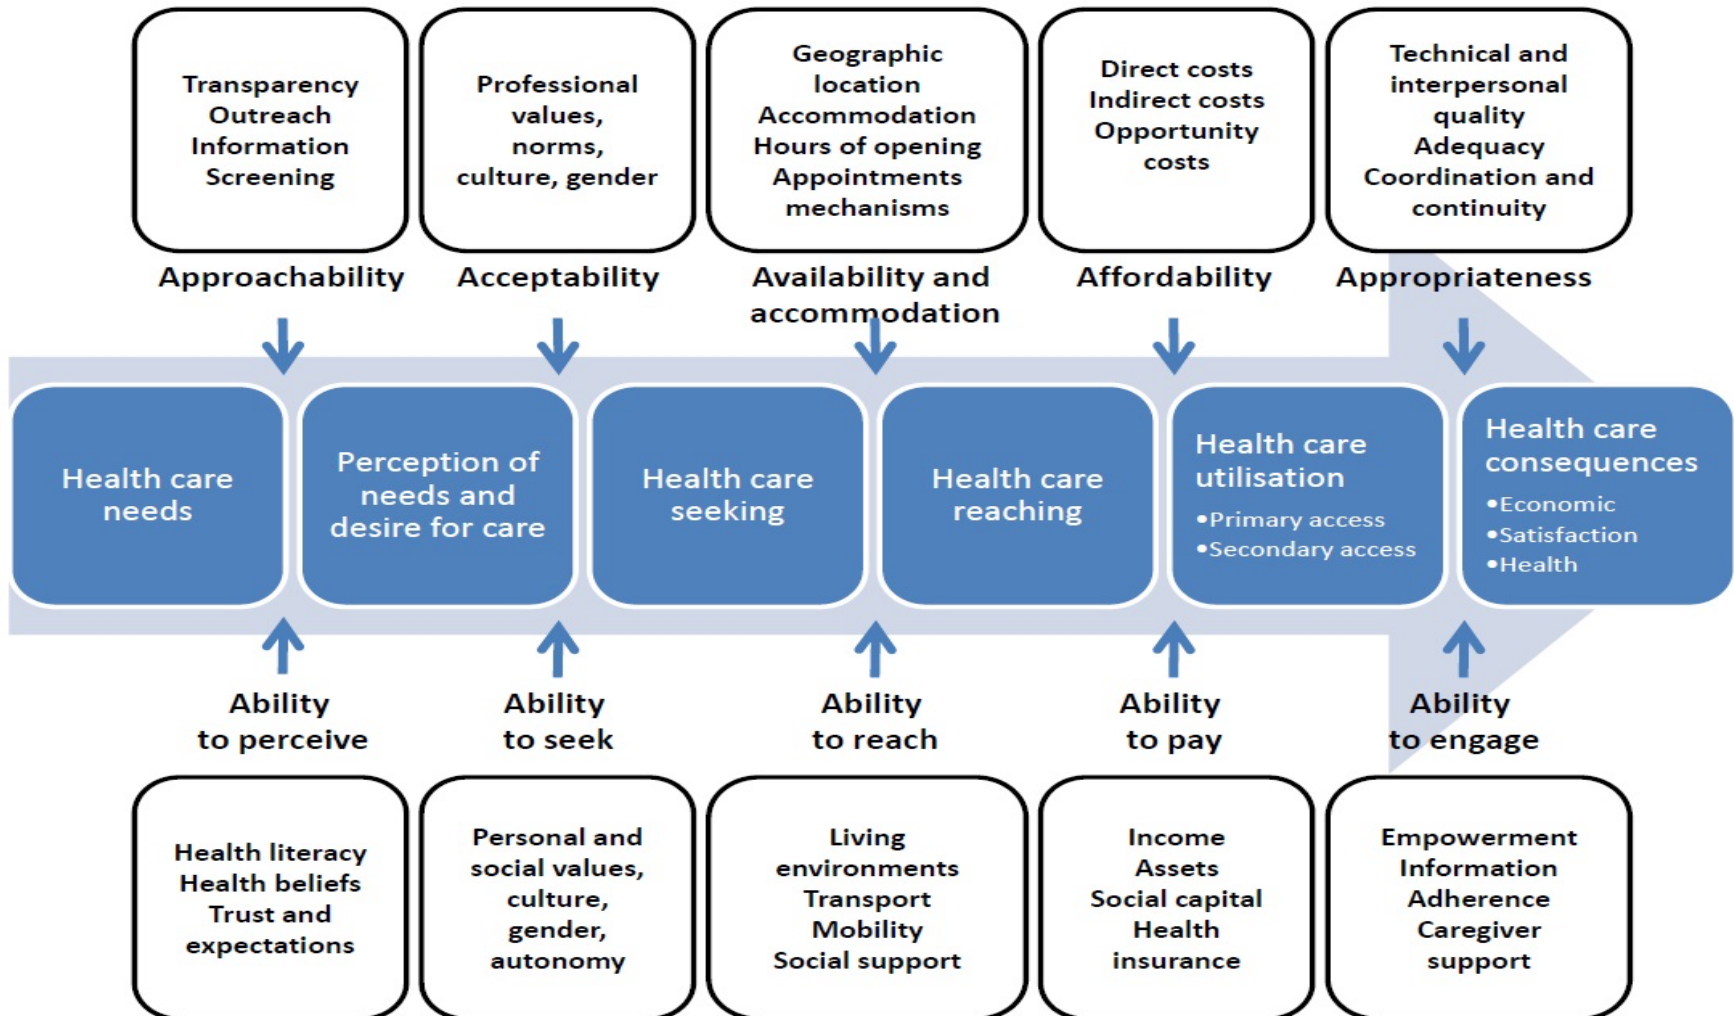 Transparency
Outreach
Information
Screening
Professional
values,
norms,
culture, gender
Geographic
location
Accommodation
Hours of opening
Appointments
mechanisms
Direct costs
Indirect costs
Opportunity
costs
Technical and
interpersonal
quality
Adequacy
Coordination and
continuity
Approachability
Acceptability
Availability and
accommodation
Affordability
Appropriateness
Health care
needs
Perception of
needs and
desire for care
Health care
seeking
Health care
reaching
Health care
utilisation
•Primary access
•Secondary access
Health care
consequences
•Economic
•Satisfaction
•Health
Ability
to perceive
Ability
to seek
Ability
to reach
Ability
to pay
Ability
to engage
Health literacy
Health beliefs
Trust and
expectations
Personal and
social values,
culture,
gender,
autonomy
Living
environments
Transport
Mobility
Social support
Income
Assets
Social capital
Health
insurance
Empowerment
Information
Adherence
Caregiver
support